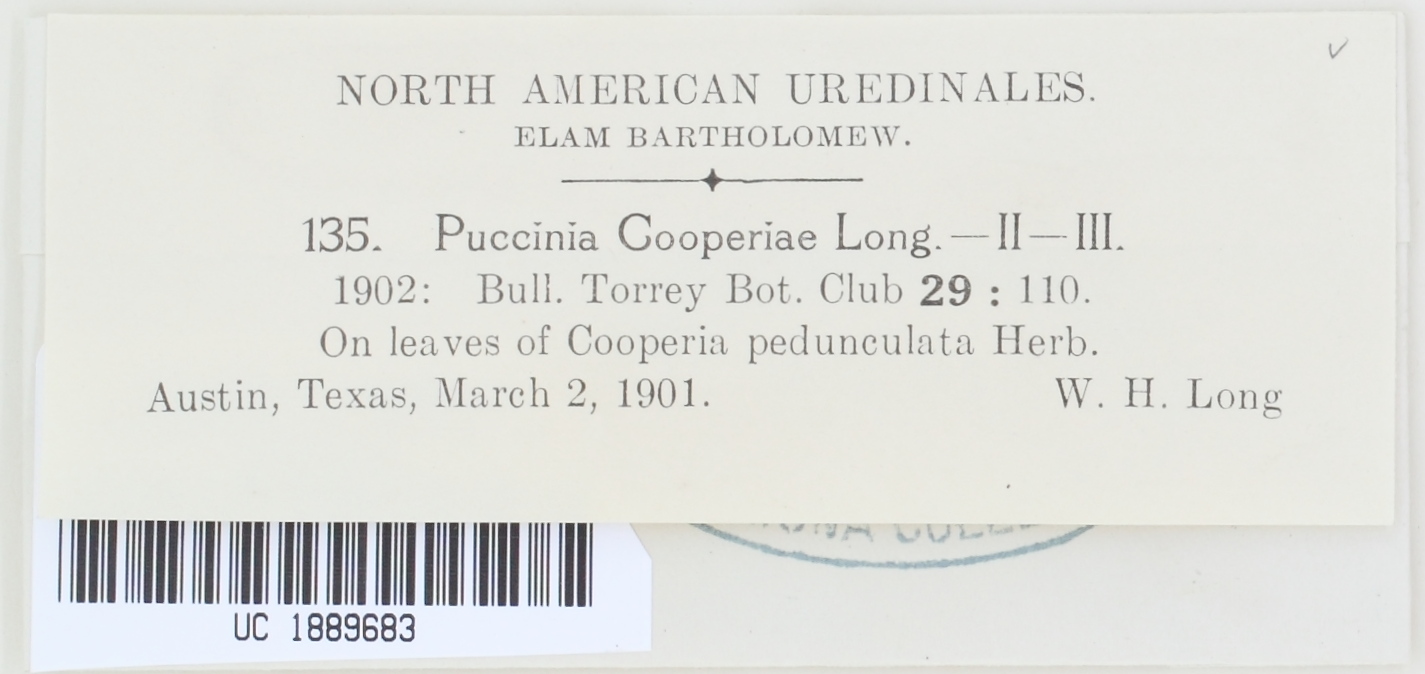 NORTH AMERICAN UREDINALES.
ELAM BARTHOLOMEW.
135. Puccinia Cooperiae Long.—II—III.
1902: Bull. Torrey Bot. Club 29 : 110.
On leaves of Cooperia pedunculata Herb.
Austin, Texas, March 2, 1901. W. H. Long
UC 1889683